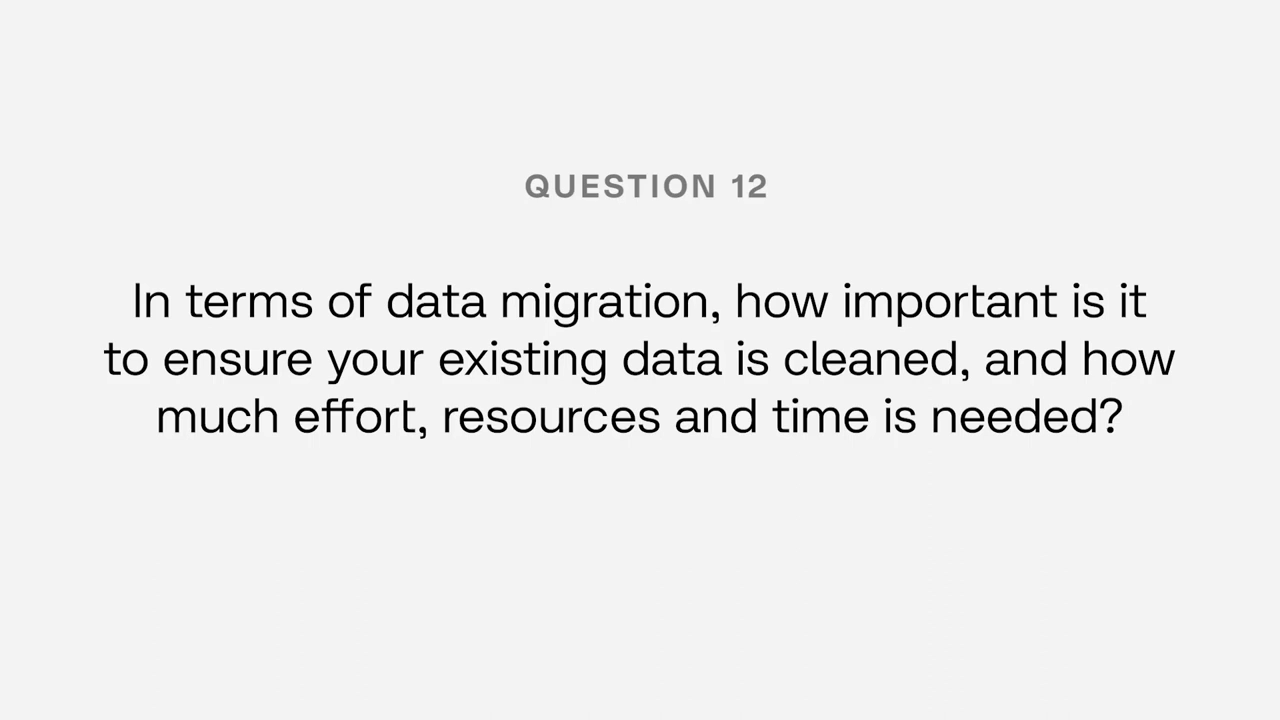 QUESTION 12
In terms of data migration, how important is it
to ensure your existing data is cleaned, and how
much effort, resources and time is needed?